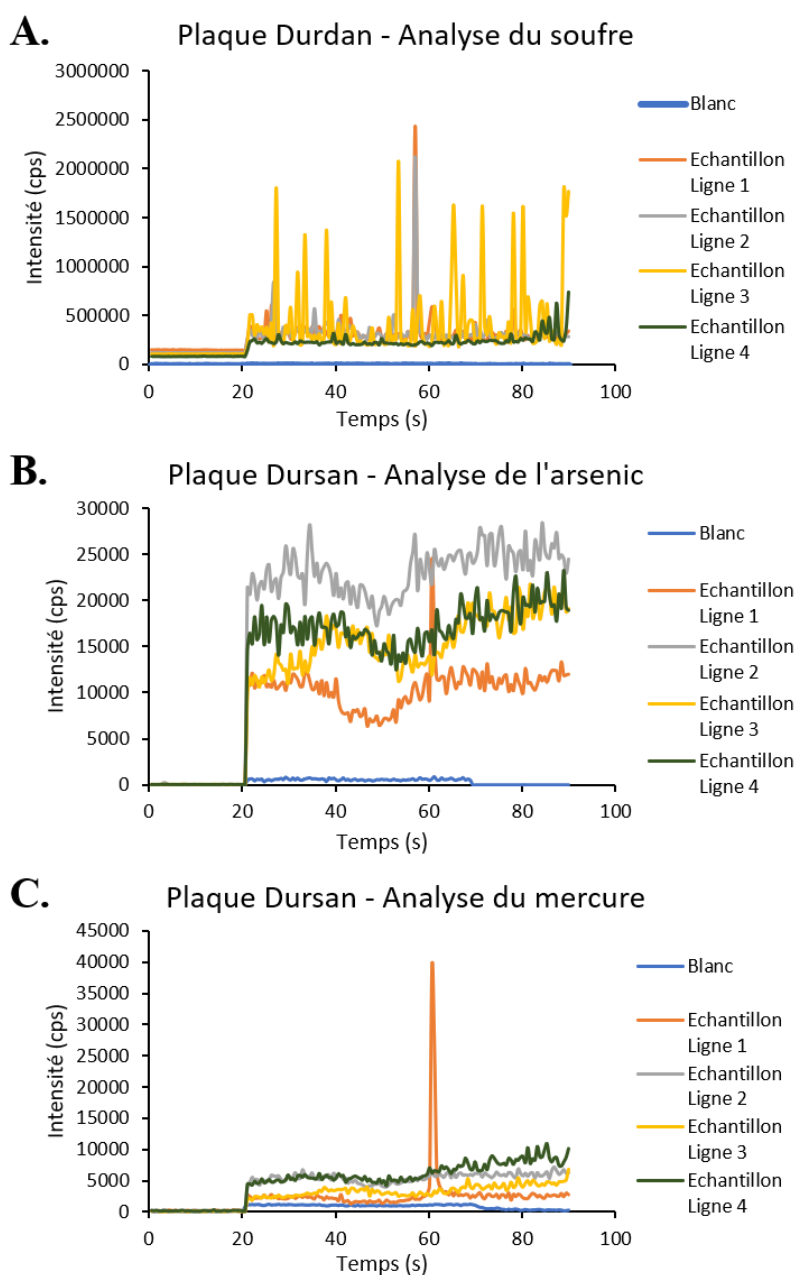 A.
Plaque Durdan - Analyse du soufre
3000000
2500000
2000000
1500000
1000000
500000
0
Intensité (cps)
0 20 40 60 80 100
Temps (s)
Blanc
Echantillon
Ligne 1
Echantillon
Ligne 2
Echantillon
Ligne 3
Echantillon
Ligne 4
B.
Plaque Dursan - Analyse de l'arsenic
30000
25000
20000
15000
10000
5000
0
Intensité (cps)
0 20 40 60 80 100
Temps (s)
Blanc
Echantillon
Ligne 1
Echantillon
Ligne 2
Echantillon
Ligne 3
Echantillon
Ligne 4
C.
Plaque Dursan - Analyse du mercure
45000
40000
35000
30000
25000
20000
15000
10000
5000
0
Intensité (cps)
0 20 40 60 80 100
Temps (s)
Blanc
Echantillon
Ligne 1
Echantillon
Ligne 2
Echantillon
Ligne 3
Echantillon
Ligne 4